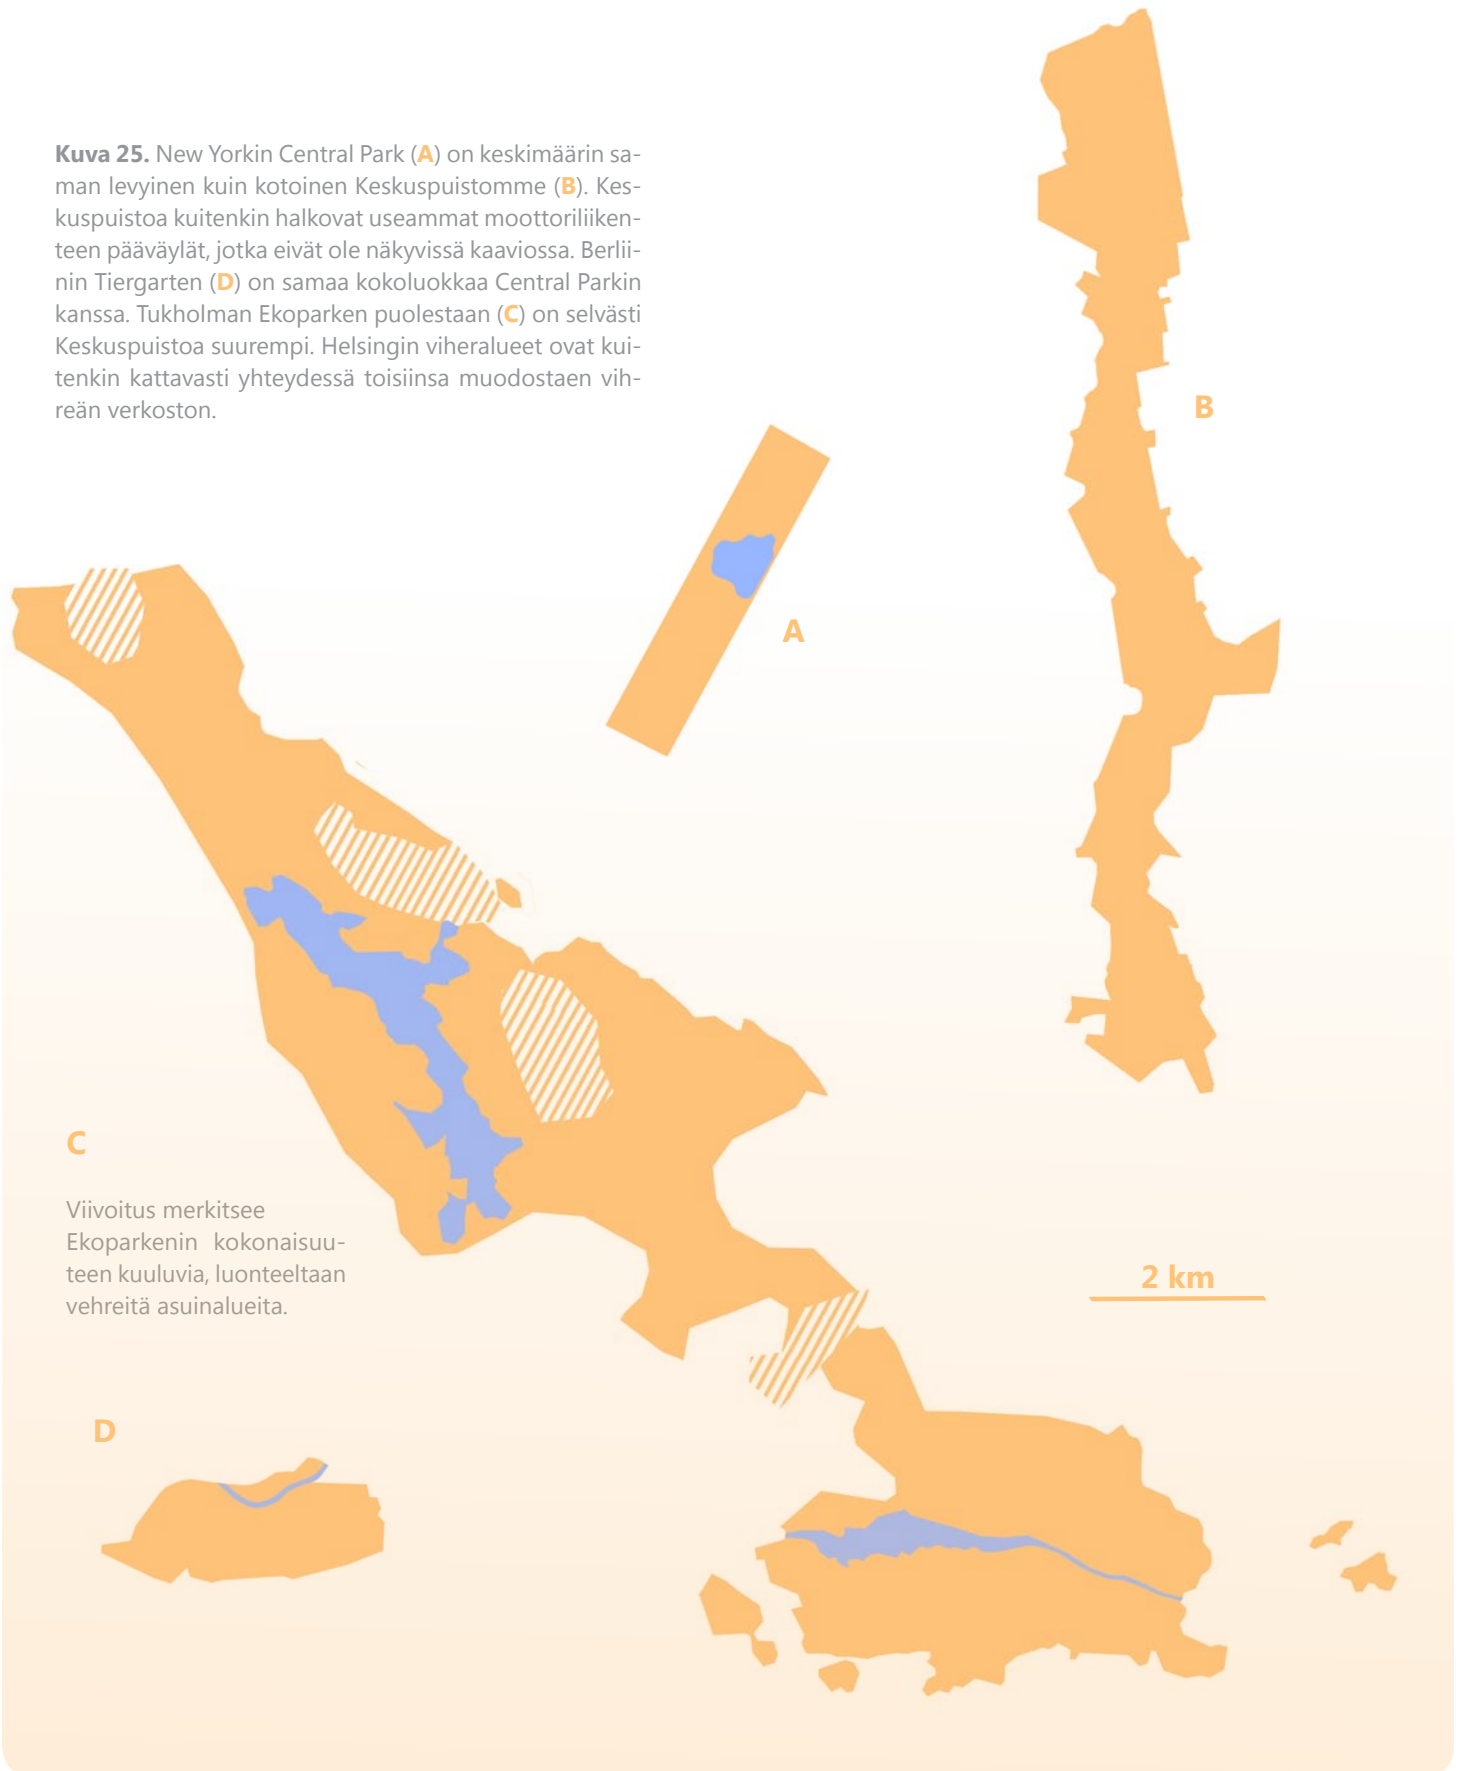 Kuva 25. New Yorkin Central Park (A) on keskimäärin sa-
man levyinen kuin kotoinen Keskuspuistomme (B). Kes-
kuspuistoa kuitenkin halkovat useammat moottoriliiken-
teen pääväylät, jotka eivät ole näkyvissä kaaviossa. Berlii-
nin Tiergarten (D) on samaa kokoluokkaa Central Parkin
kanssa. Tukholman Ekoparken puolestaan (C) on selvästi
Keskuspuistoa suurempi. Helsingin viheralueet ovat kui-
tenkin kattavasti yhteydessä toisiinsa muodostaen vih-
reän verkoston.
B
A
C
Viivoitus merkitsee
Ekoparkenin kokonaisuu-
teen kuuluvia, luonteeltaan
vehreitä asuinalueita.
2 km
D